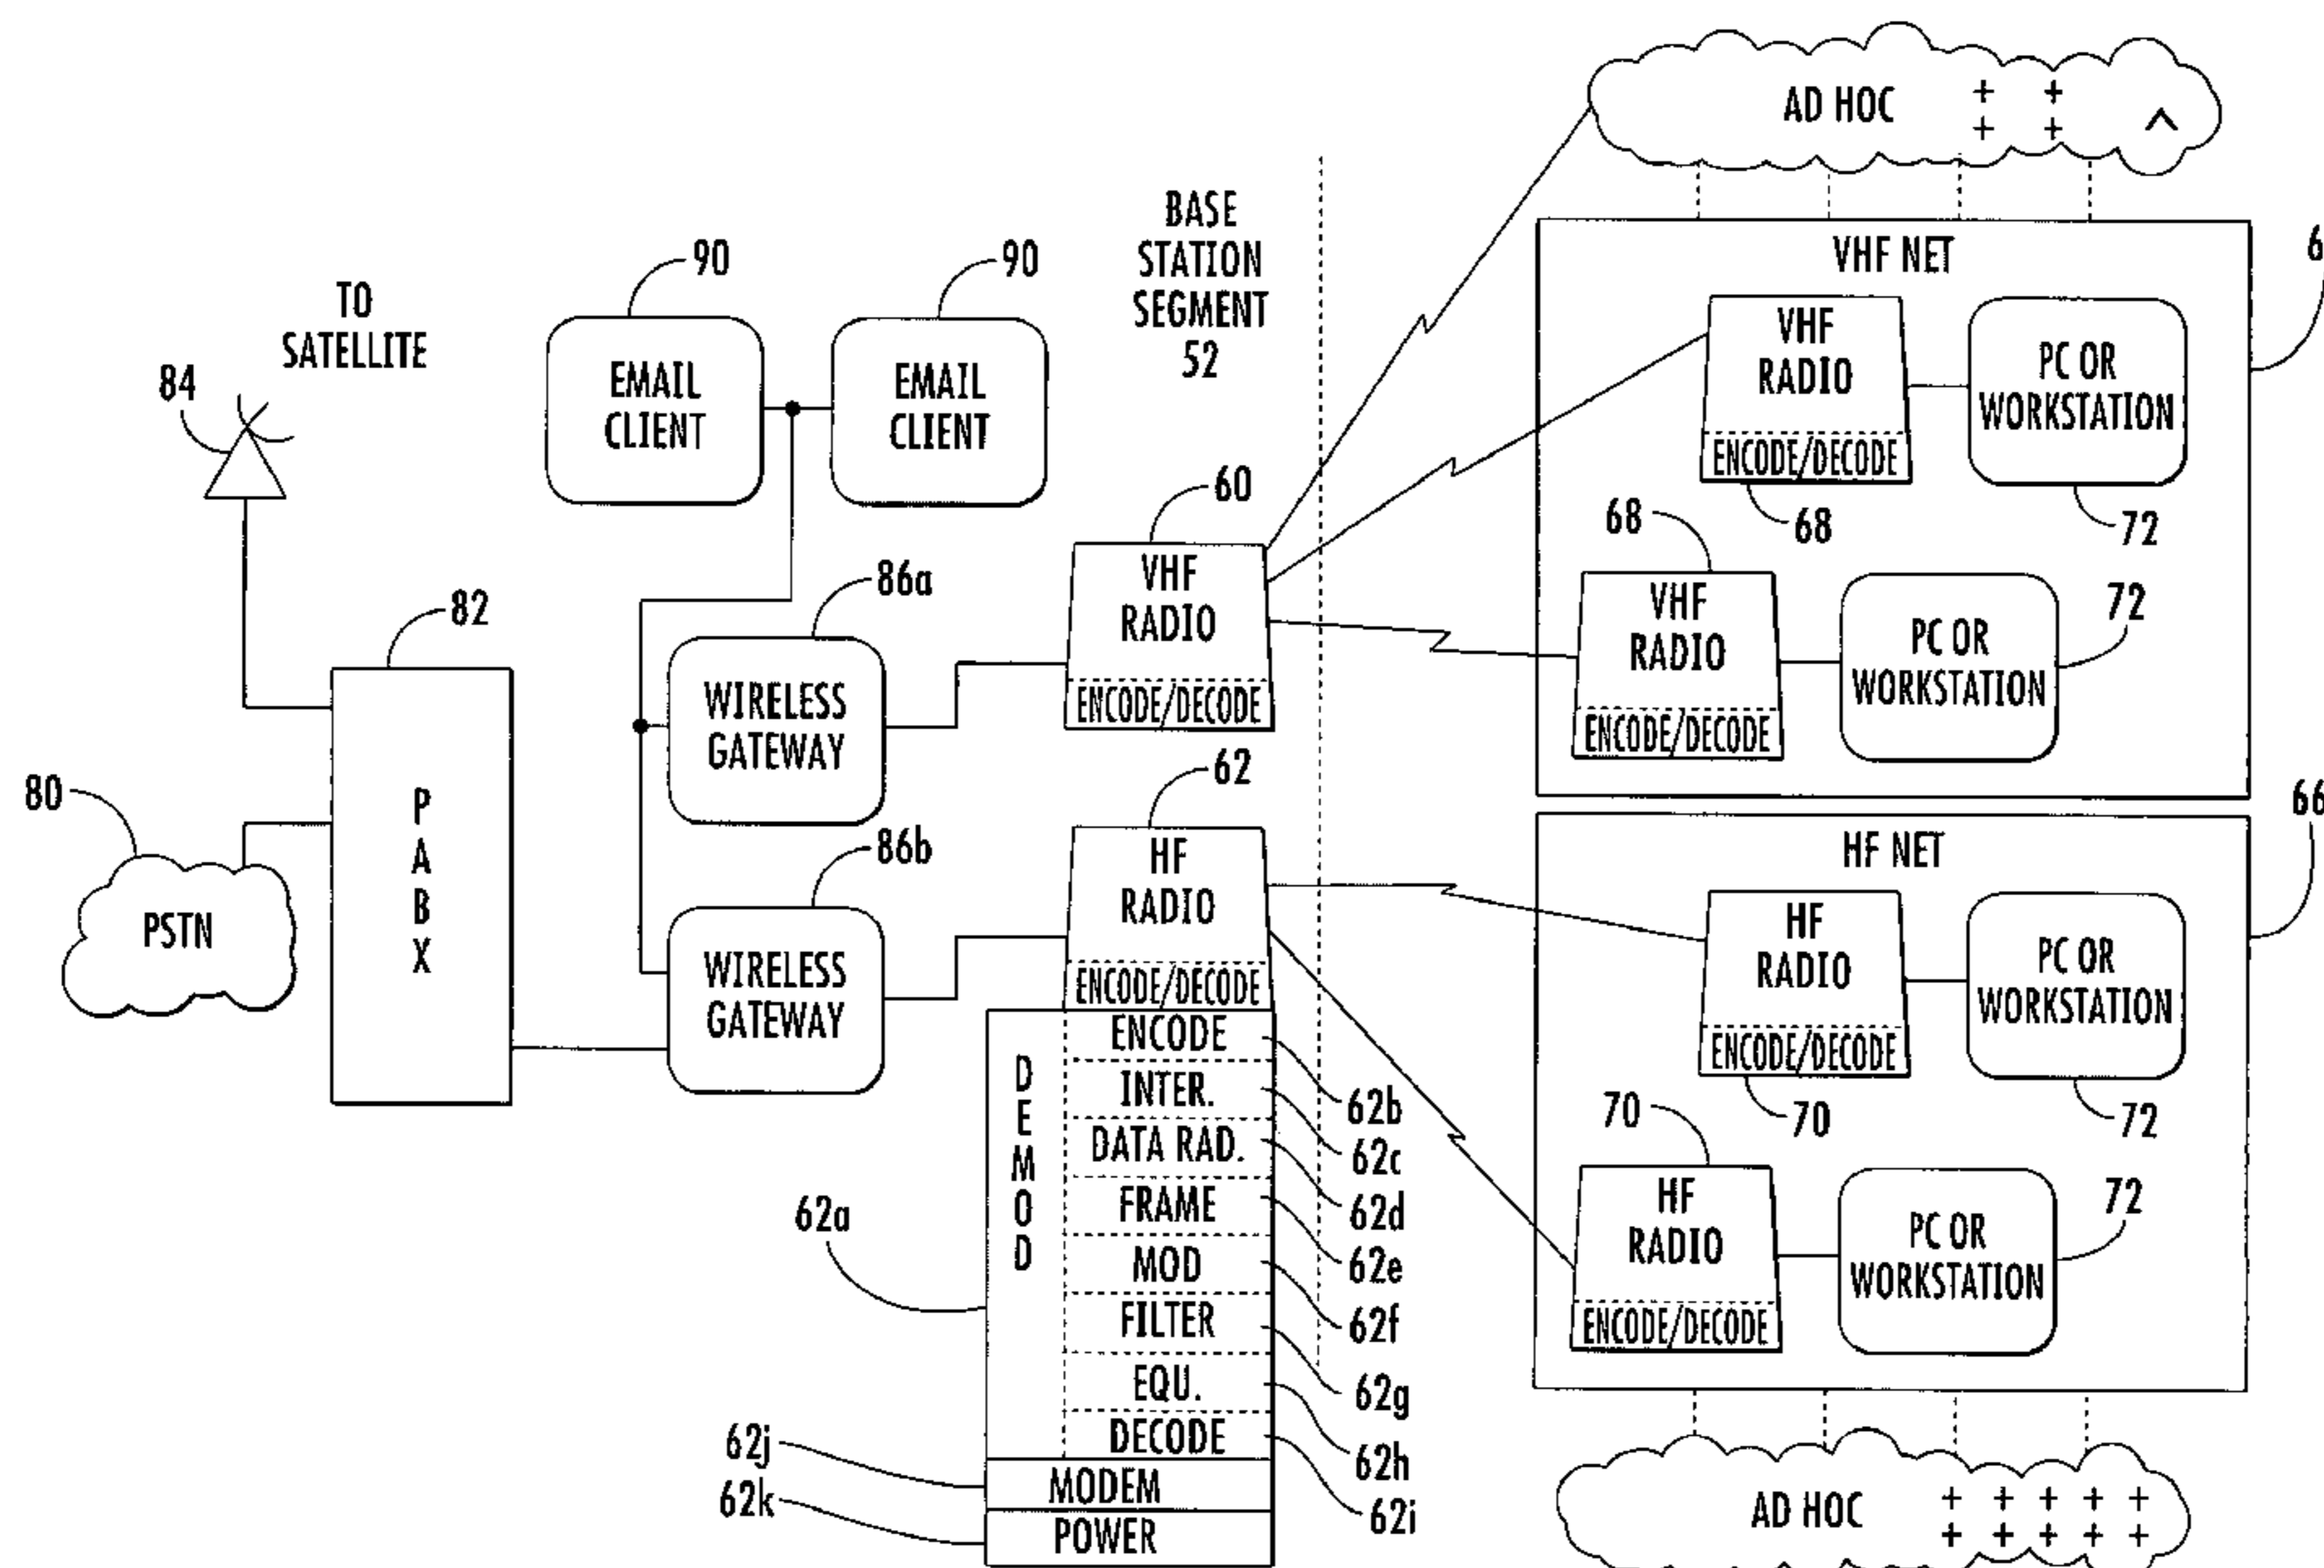 AD HOC
+ +
+ +
^
BASE
STATION
SEGMENT
52
VHF NET
6
TO
SATELLITE
84
90
EMAIL
CLIENT
90
EMAIL
CLIENT
VHF
RADIO
ENCODE/DECODE
68
PC OR
WORKSTATION
72
60
VHF
RADIO
ENCODE/DECODE
68
VHF
RADIO
ENCODE/DECODE
PC OR
WORKSTATION
72
82
PABX
86a
WIRELESS
GATEWAY
80
PSTN
86b
WIRELESS
GATEWAY
62
HF
RADIO
ENCODE/DECODE
66
HF NET
HF
RADIO
ENCODE/DECODE
70
PC OR
WORKSTATION
72
70
HF
RADIO
ENCODE/DECODE
PC OR
WORKSTATION
72
62a
DEMOD
ENCODE
62b
INTER.
62c
DATA RAD.
62d
FRAME
62e
MOD
62f
FILTER
62g
EQU.
62h
DECODE
62i
62j
MODEM
62k
POWER
AD HOC
+ + + + +
+ + + + +